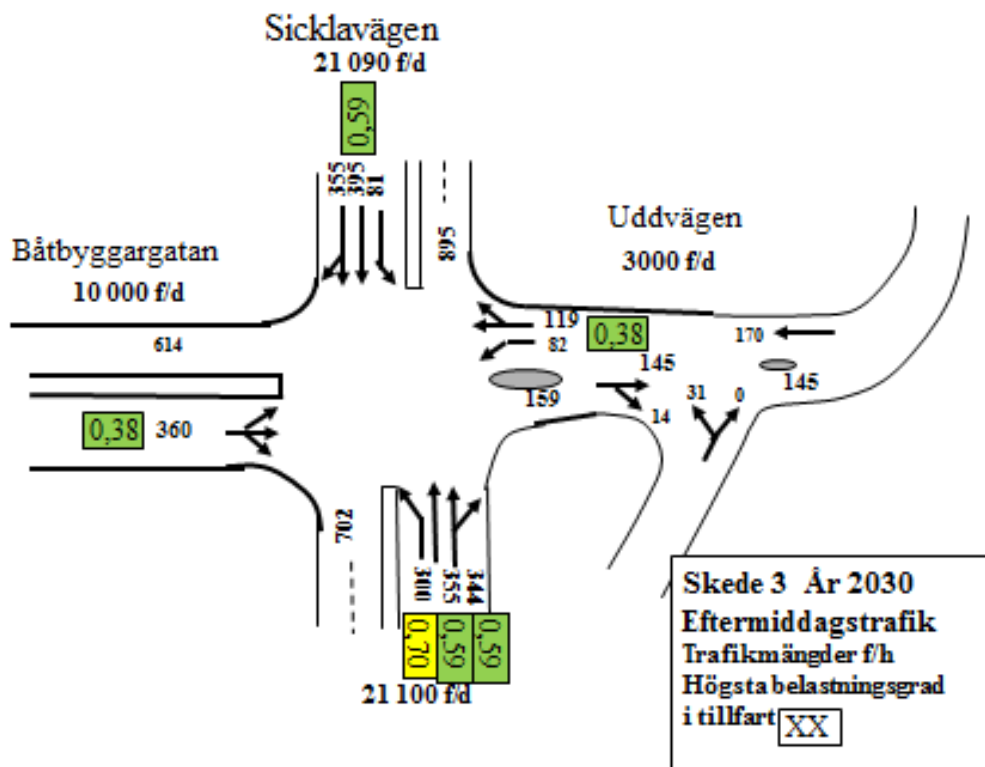 Sicklavägen
21 090 f/d
0,59
355
395
81
895
Uddvägen
3000 f/d
Båtbyggargatan
10 000 f/d
614
119
0,38
82
170
145
145
159
31
0
14
0,38
360
702
300
355
344
0,70
0,59
0,59
21 100 f/d
Skede 3 År 2030
Eftermiddagstrafik
Trafikmängder f/h
Högsta belastningsgrad
i tillfart XX